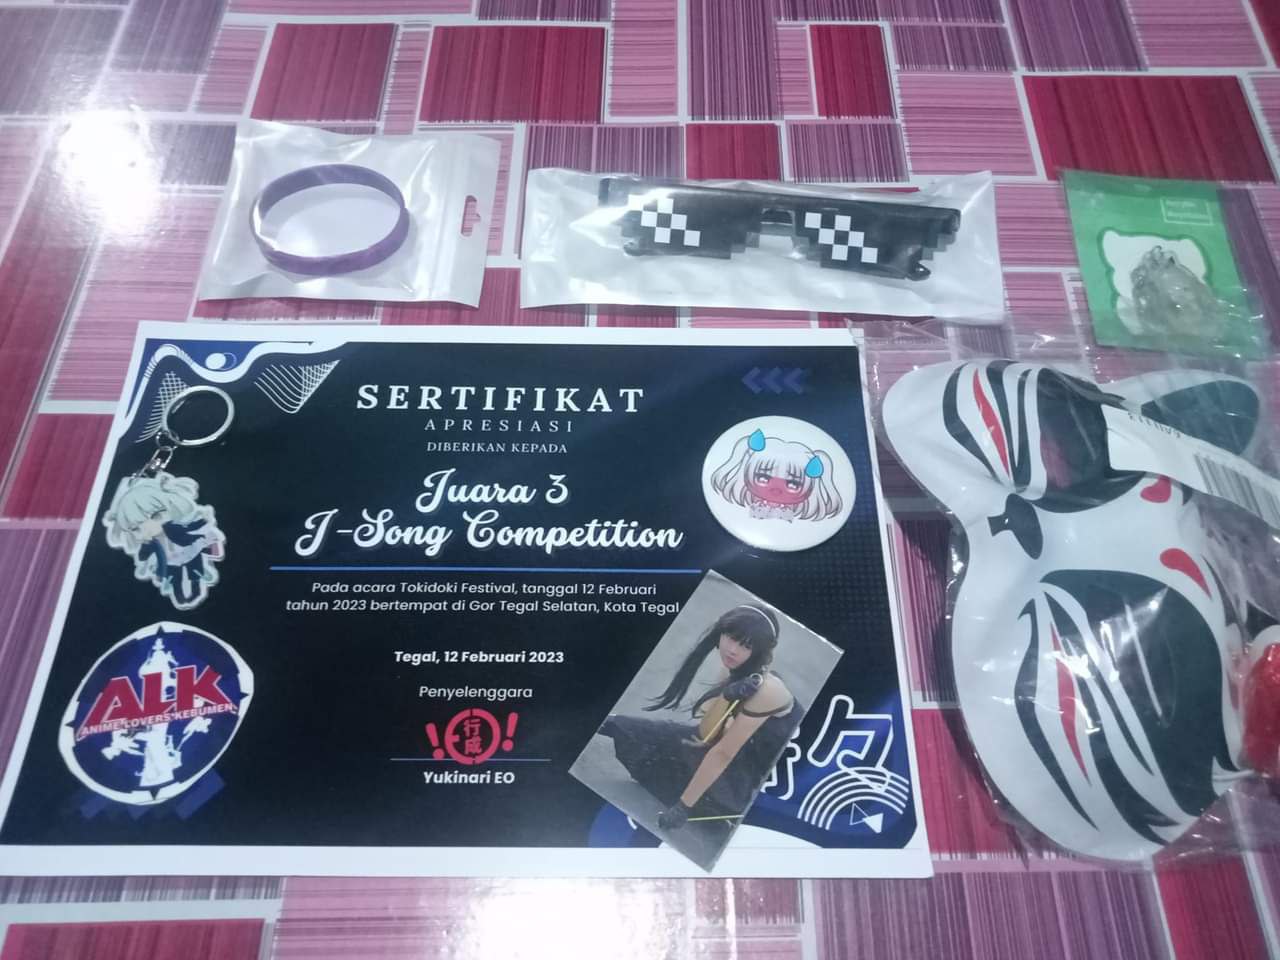 SERTIFIKAT
APRESIASI
DIBERIKAN KEPADA
Juara 3
J-Song Competition
Pada acara Tokidoki Festival, tanggal 12 Februari
tahun 2023 bertempat di Gor Tegal Selatan, Kota Tegal
Tegal, 12 Februari 2023
Penyelenggara
行成
Yukinari EO
ALK
ANIME LOVERS KEBUMEN
々